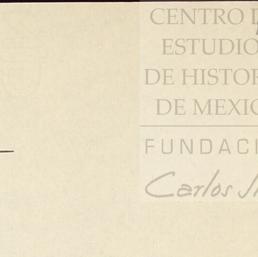 CENTRO D
ESTUDIO
DE HISTOR
DE MEXIC
FUNDACI
Carlos